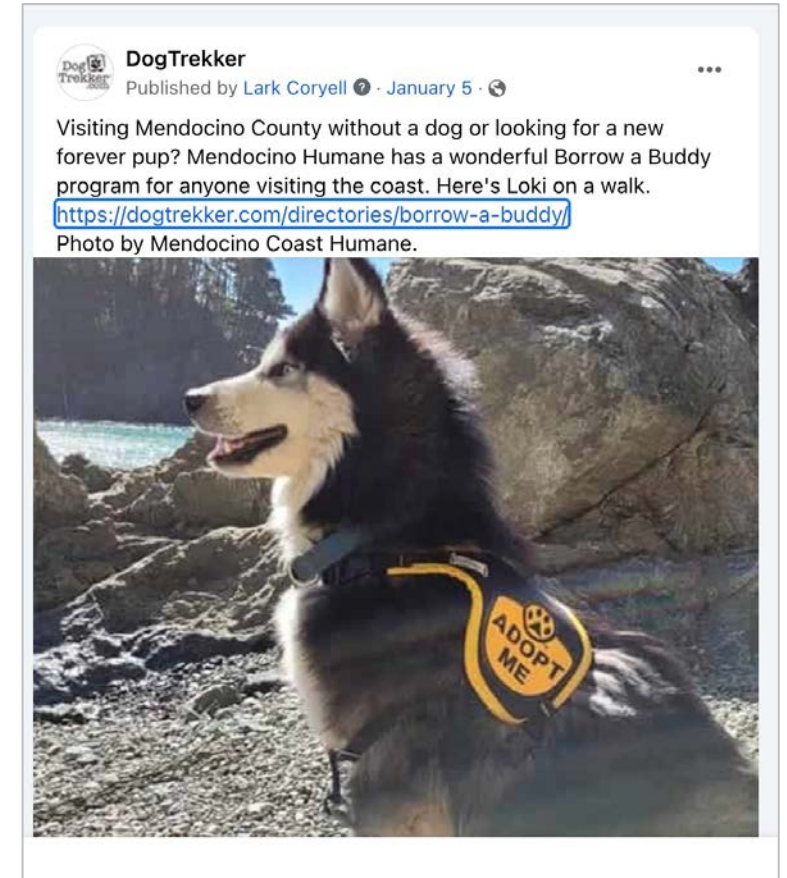 DogTrekker
Dog
Trekker
.com
Published by Lark Coryell · January 5 ·
Visiting Mendocino County without a dog or looking for a new
forever pup? Mendocino Humane has a wonderful Borrow a Buddy
program for anyone visiting the coast. Here's Loki on a walk.
https://dogtrekker.com/directories/borrow-a-buddy/
Photo by Mendocino Coast Humane.
ADOPT
ME